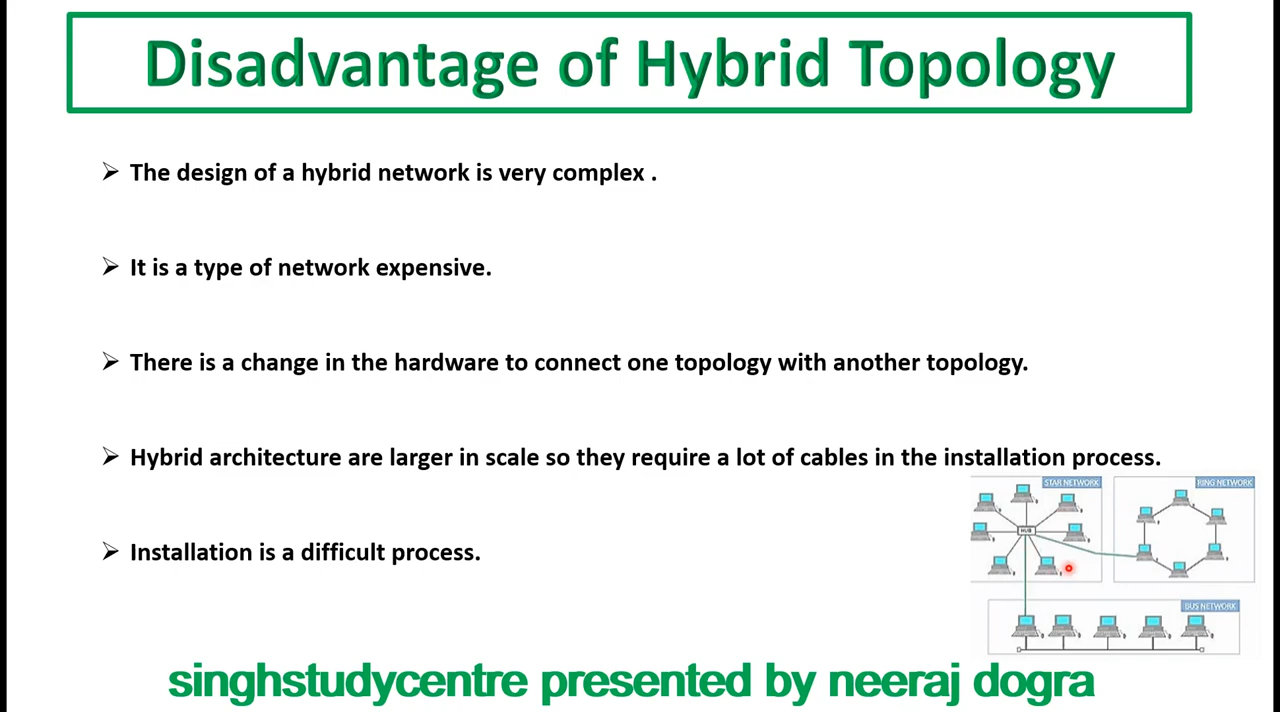 Disadvantage of Hybrid Topology
➢ The design of a hybrid network is very complex .
➢ It is a type of network expensive.
➢ There is a change in the hardware to connect one topology with another topology.
➢ Hybrid architecture are larger in scale so they require a lot of cables in the installation process.
STAR NETWORK
RING NETWORK
HUB
➢ Installation is a difficult process.
BUS NETWORK
singhstudycentre presented by neeraj dogra